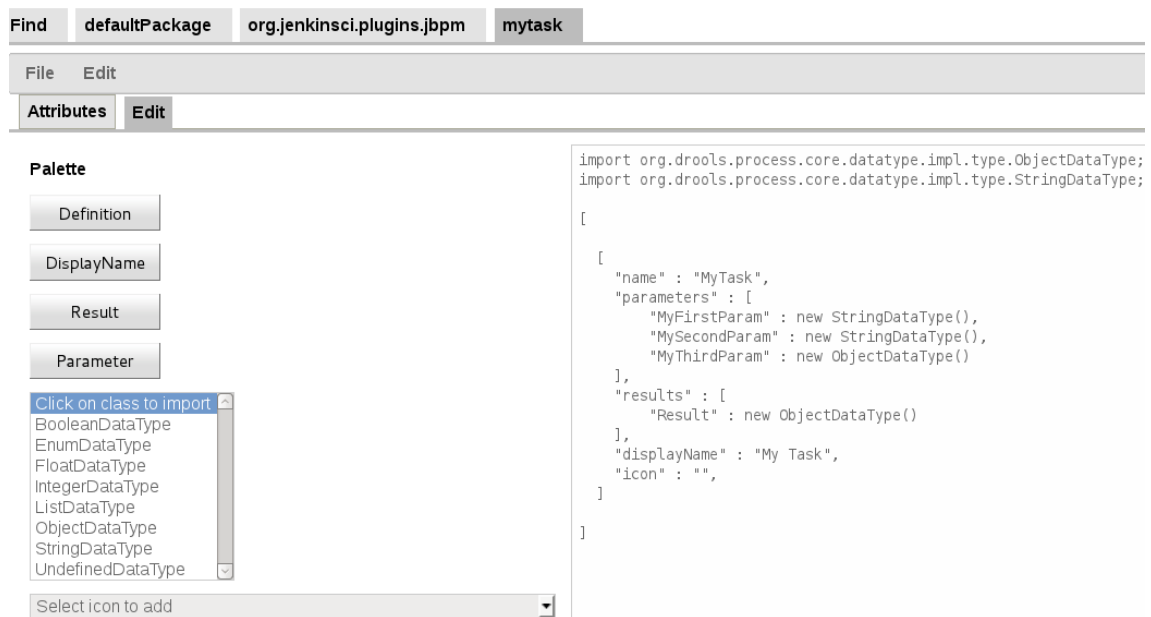 Find defaultPackage org.jenkinsci.plugins.jbpm mytask
File Edit
Attributes Edit
Palette
Definition
DisplayName
Result
Parameter
Click on class to import
BooleanDataType
EnumDataType
FloatDataType
IntegerDataType
ListDataType
ObjectDataType
StringDataType
UndefinedDataType
Select icon to add
import org.drools.process.core.datatype.impl.type.ObjectDataType;
import org.drools.process.core.datatype.impl.type.StringDataType;
[
[
"name" : "MyTask",
"parameters" : [
"MyFirstParam" : new StringDataType(),
"MySecondParam" : new StringDataType(),
"MyThirdParam" : new ObjectDataType()
],
"results" : [
"Result" : new ObjectDataType()
],
"displayName" : "My Task",
"icon" : "",
]
]